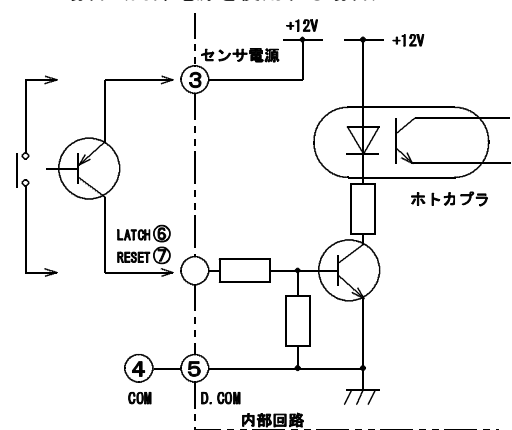 +12V
センサ電源
+12V
③
ホトカプラ
LATCH⑥
RESET⑦
④ ⑤
COM D.COM
内部回路